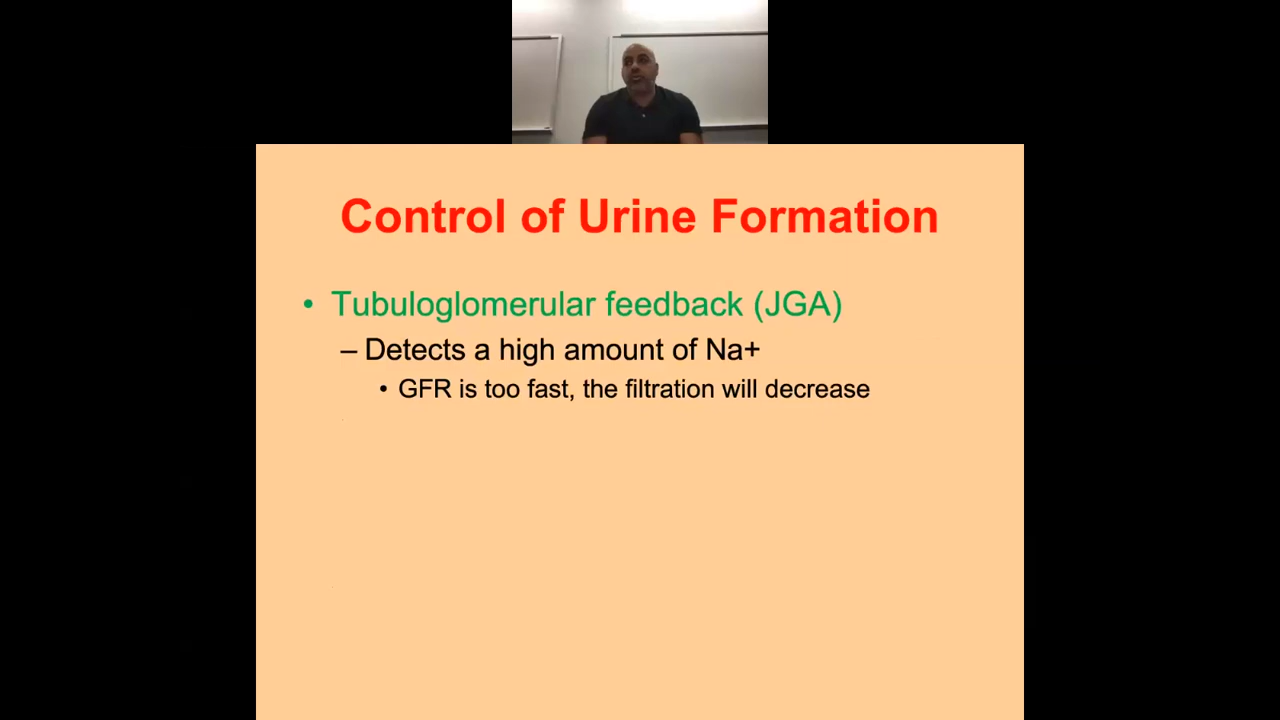 Control of Urine Formation
• Tubuloglomerular feedback (JGA)
– Detects a high amount of Na+
• GFR is too fast, the filtration will decrease